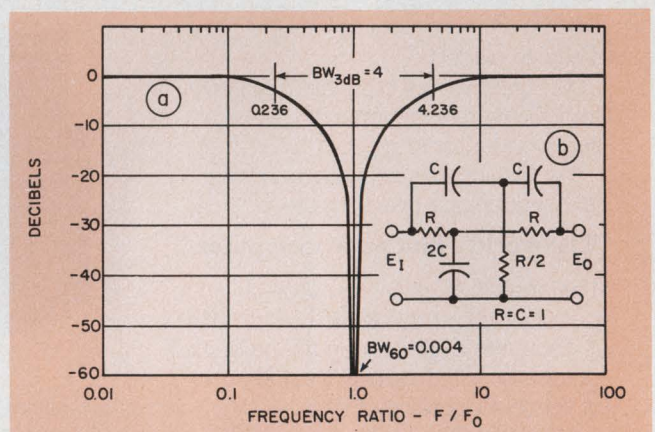 BW3dB=4
0
a
0.236
4.236
-10
b
C
C
-20
DECIBELS
R
R
-30
2C
EI
R/2
EO
-40
R=C=1
-50
BW60=0.004
-60
0.01
0.1
1.0
10
100
FREQUENCY RATIO - F/FO